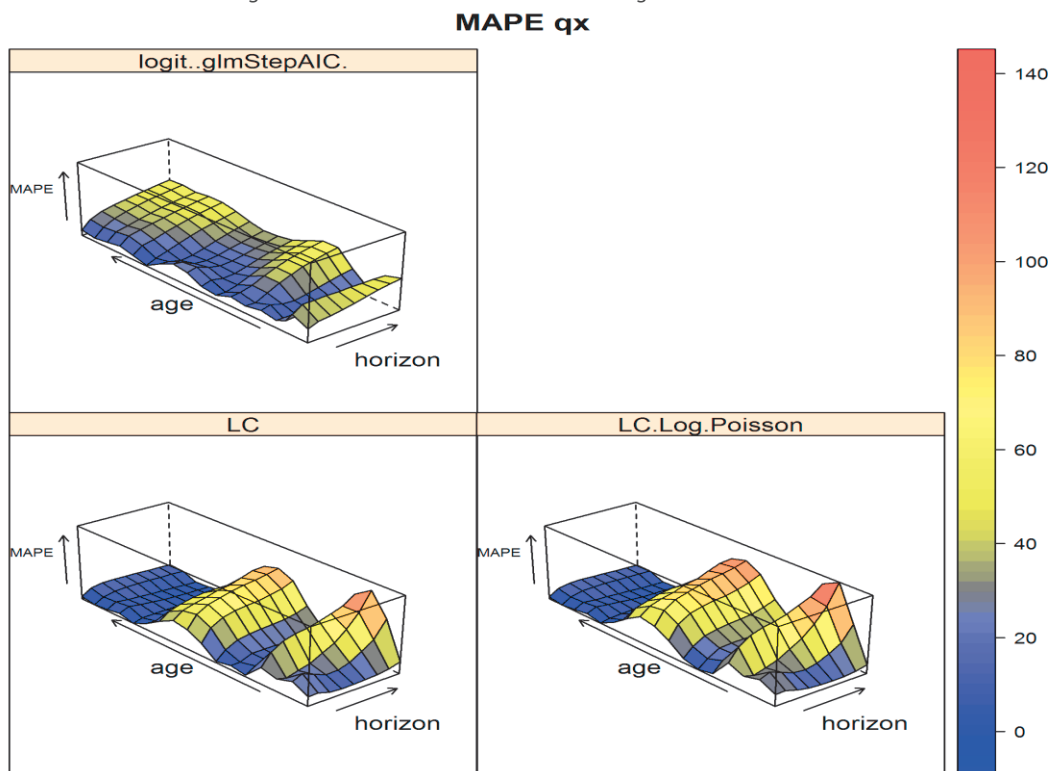 MAPE qx
logit..glmStepAIC.
MAPE
age
horizon
LC
MAPE
age
horizon
LC.Log.Poisson
MAPE
age
horizon
140
120
100
80
60
40
20
0